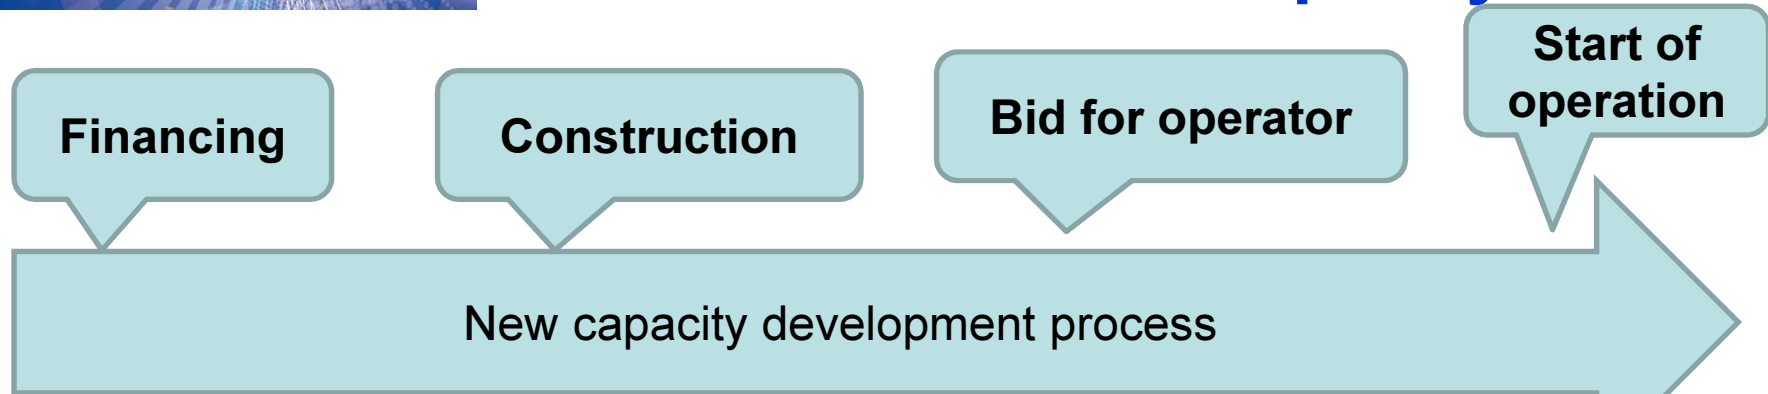 Financing
Construction
Bid for operator
Start of
operation
New capacity development process